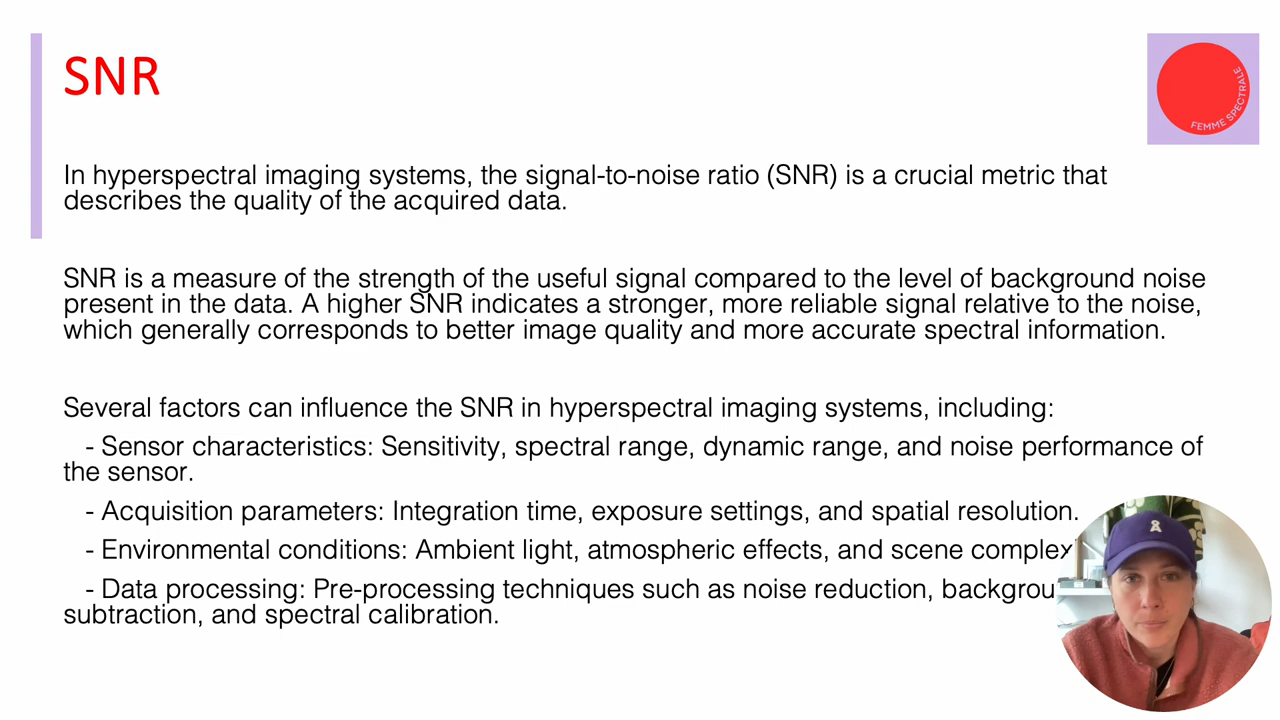 SNR
FEMME SPECTRALE
In hyperspectral imaging systems, the signal-to-noise ratio (SNR) is a crucial metric that
describes the quality of the acquired data.
SNR is a measure of the strength of the useful signal compared to the level of background noise
present in the data. A higher SNR indicates a stronger, more reliable signal relative to the noise,
which generally corresponds to better image quality and more accurate spectral information.
Several factors can influence the SNR in hyperspectral imaging systems, including:
- Sensor characteristics: Sensitivity, spectral range, dynamic range, and noise performance of
the sensor.
- Acquisition parameters: Integration time, exposure settings, and spatial resolution.
- Environmental conditions: Ambient light, atmospheric effects, and scene
- Data processing: Pre-processing techniques such as noise reduction,
subtraction, and spectral calibration.